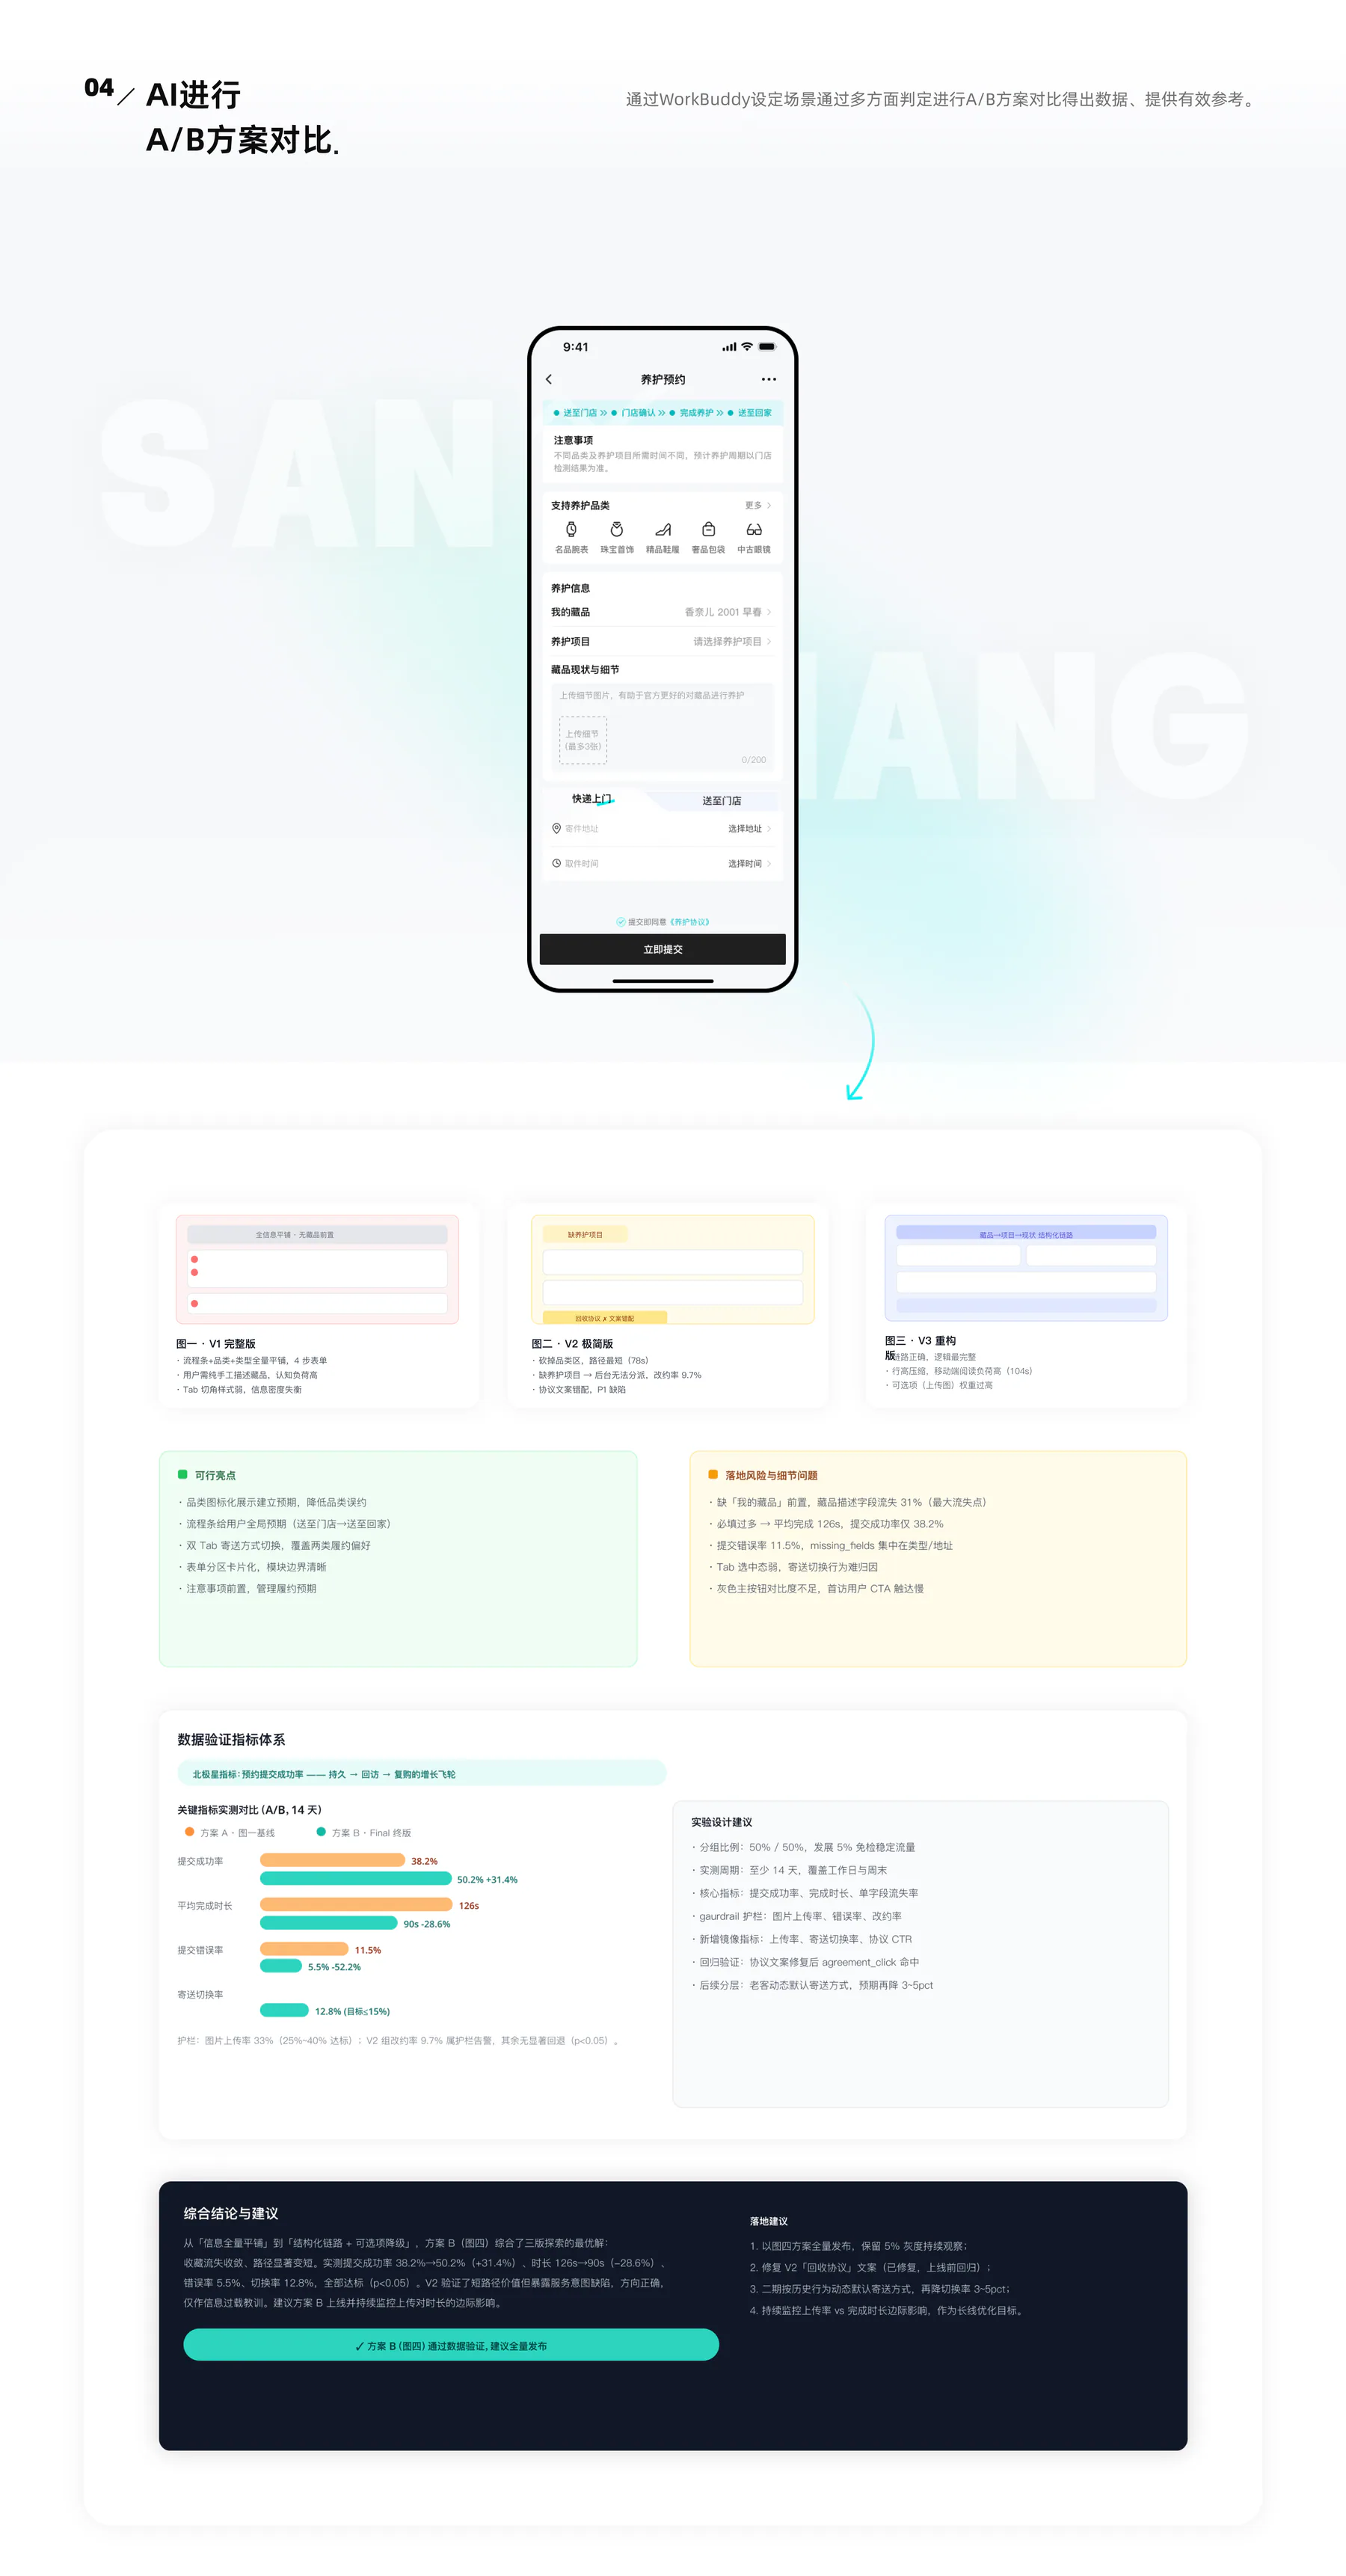 04
AI进行
A/B方案对比.
通过WorkBuddy设定场景通过多方面判定进行A/B方案对比得出数据、提供有效参考。
SAN
IANG
9:41
养护预约
送至门店 » 门店确认 » 完成养护 » 送至回家
注意事项
不同品类及养护项目所需时间不同，预计养护周期以门店
检测结果为准。
支持养护品类 更多
名品腕表 珠宝首饰 精品鞋履 奢品包袋 中古眼镜
养护信息
我的藏品 香奈儿 2001 早春
养护项目 请选择养护项目
藏品现状与细节
上传细节图片，有助于官方更好的对藏品进行养护
上传细节
(最多3张)
0/200
快递上门 送至门店
寄件地址 选择地址
取件时间 选择时间
提交即同意《养护协议》
立即提交
全信息平铺 · 无藏品前置
图一 · V1 完整版
· 流程条+品类+类型全量平铺，4 步表单
· 用户需纯手工描述藏品，认知负荷高
· Tab 切角样式弱，信息密度失衡
缺养护项目
回收协议 ✗ 文案错配
图二 · V2 极简版
· 砍掉品类区，路径最短（78s）
· 缺养护项目 → 后台无法分派，改约率 9.7%
· 协议文案错配，P1 缺陷
藏品→项目→现状 结构化链路
图三 · V3 重构
版
链路正确，逻辑最完整
· 行高压缩，移动端阅读负荷高（104s）
· 可选项（上传图）权重过高
可行亮点
· 品类图标化展示建立预期，降低品类误约
· 流程条给用户全局预期（送至门店→送至回家）
· 双 Tab 寄送方式切换，覆盖两类履约偏好
· 表单分区卡片化，模块边界清晰
· 注意事项前置，管理履约预期
落地风险与细节问题
· 缺「我的藏品」前置，藏品描述字段流失 31%（最大流失点）
· 必填过多 → 平均完成 126s，提交成功率仅 38.2%
· 提交错误率 11.5%，missing_fields 集中在类型/地址
· Tab 选中态弱，寄送切换行为难归因
· 灰色主按钮对比度不足，首访用户 CTA 触达慢
数据验证指标体系
北极星指标：预约提交成功率 —— 持久 → 回访 → 复购的增长飞轮
关键指标实测对比 (A/B, 14 天)
方案 A · 图一基线 方案 B · Final 终版
提交成功率 38.2%
50.2% +31.4%
平均完成时长 126s
90s -28.6%
提交错误率 11.5%
5.5% -52.2%
寄送切换率
12.8% (目标≤15%)
护栏：图片上传率 33%（25%~40% 达标）；V2 组改约率 9.7% 属护栏告警，其余无显著回退（p<0.05）。
实验设计建议
· 分组比例：50% / 50%，发展 5% 免检稳定流量
· 实测周期：至少 14 天，覆盖工作日与周末
· 核心指标：提交成功率、完成时长、单字段流失率
· gaurdrail 护栏：图片上传率、错误率、改约率
· 新增镜像指标：上传率、寄送切换率、协议 CTR
· 回归验证：协议文案修复后 agreement_click 命中
· 后续分层：老客动态默认寄送方式，预期再降 3~5pct
综合结论与建议
从「信息全量平铺」到「结构化链路 + 可选项降级」，方案 B（图四）综合了三版探索的最优解：
收藏流失收敛、路径显著变短。实测提交成功率 38.2%→50.2%（+31.4%）、时长 126s→90s（−28.6%）、
错误率 5.5%、切换率 12.8%，全部达标（p<0.05）。V2 验证了短路径价值但暴露服务意图缺陷，方向正确，
仅作信息过载教训。建议方案 B 上线并持续监控上传对时长的边际影响。
✓ 方案 B (图四) 通过数据验证, 建议全量发布
落地建议
1. 以图四方案全量发布，保留 5% 灰度持续观察；
2. 修复 V2「回收协议」文案（已修复，上线前回归）；
3. 二期按历史行为动态默认寄送方式，再降切换率 3~5pct；
4. 持续监控上传率 vs 完成时长边际影响，作为长线优化目标。